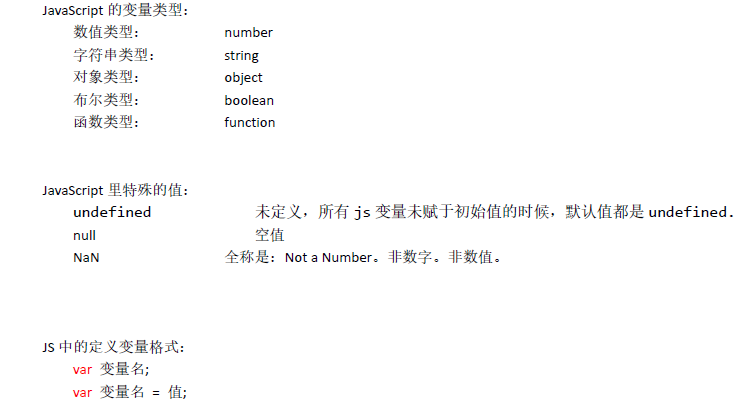 JavaScript 的变量类型：
数值类型： number
字符串类型： string
对象类型： object
布尔类型： boolean
函数类型： function
JavaScript 里特殊的值：
undefined 未定义，所有 js 变量未赋于初始值的时候，默认值都是 undefined.
null 空值
NaN 全称是：Not a Number。非数字。非数值。
JS 中的定义变量格式：
var 变量名;
var 变量名 = 值;